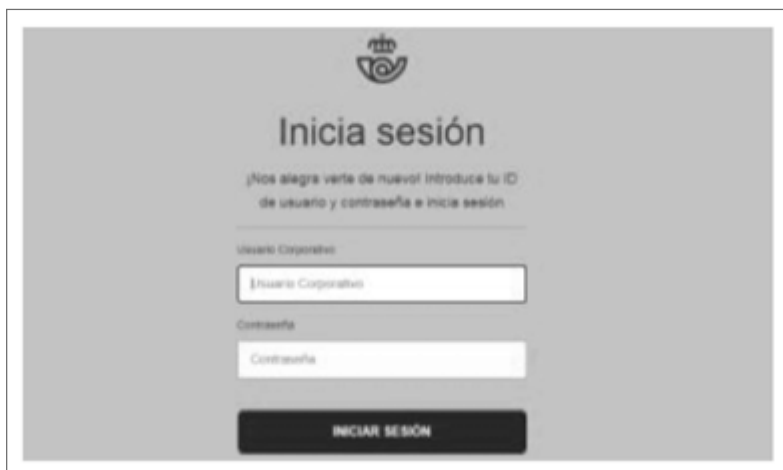 Inicia sesión
¡Nos alegra verte de nuevo! Introduce tu ID
de usuario y contraseña e inicia sesión
Usuario Corporativo
Usuario Corporativo
Contraseña
Contraseña
INICIAR SESIÓN